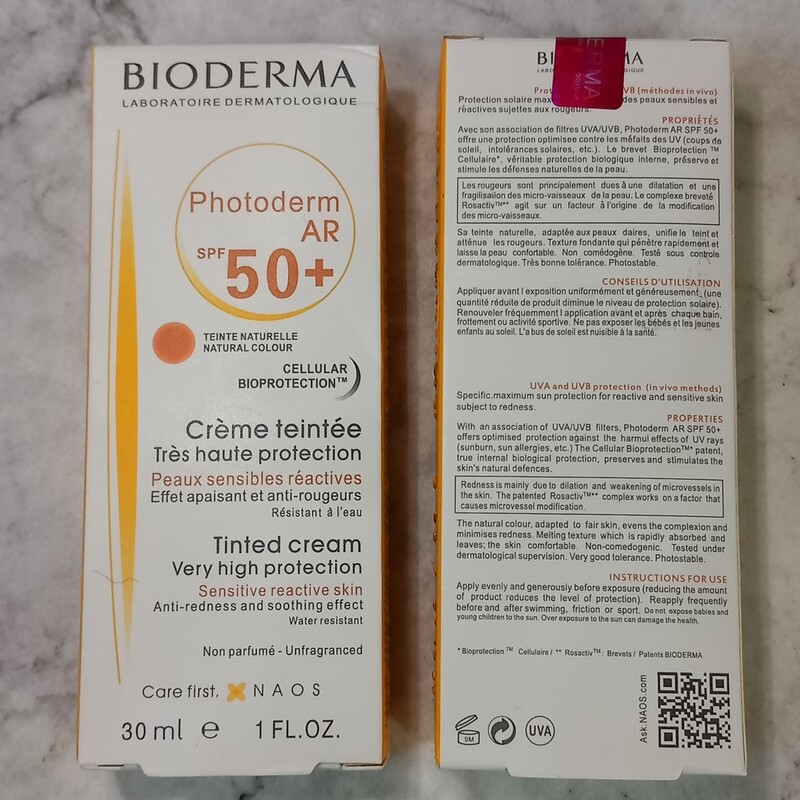 BIODERMA
LABORATOIRE DERMATOLOGIQUE
Photoderm
AR
SPF 50+
TEINTE NATURELLE
NATURAL COLOUR
CELLULAR
BIOPROTECTION™
Crème teintée
Très haute protection
Peaux sensibles réactives
Effet apaisant et anti-rougeurs
Résistant à l'eau
Tinted cream
Very high protection
Sensitive reactive skin
Anti-redness and soothing effect
Water resistant
Non parfumé - Unfragranced
Care first. NAOS
30 ml e 1 FL.OZ.
(méthodes in vivo)
Protection solaire des peaux sensibles et
réactives sujettes aux rougeurs.
PROPRIÉTÉS
Avec son association de filtres UVA/UVB, Photoderm AR SPF 50+
offre une protection optimisée contre les méfaits des UV (coups de
soleil, intolérances solaires, etc.). Le brevet Bioprotection ™
Cellulaire*, véritable protection biologique interne, préserve et
stimule les défenses naturelles de la peau.
Les rougeurs sont principalement dues à une dilatation et une
fragilisation des micro-vaisseaux de la peau. Le complexe breveté
Rosactiv™** agit sur un facteur à l'origine de la modification
des micro-vaisseaux.
Sa teinte naturelle, adaptée aux peaux daires, unifie le teint et
atténue les rougeurs. Texture fondante qui pénètre rapidement et
laisse la peau confortable. Non comédogène. Testé sous contrôle
dermatologique. Très bonne tolérance. Photostable.
CONSEILS D'UTILISATION
Appliquer avant l exposition uniformément et généreusement, (une
quantité réduite de produit diminue le niveau de protection solaire).
Renouveler fréquemment l application avant et après chaque bain,
frottement ou activité sportive. Ne pas exposer les bébés et les jeunes
enfants au soleil. L'a bus de soleil est nuisible à la santé.
UVA and UVB protection (in vivo methods)
Specific.maximum sun protection for reactive and sensitive skin
subject to redness.
PROPERTIES
With an association of UVA/UVB filters, Photoderm AR SPF 50+
offers optimised protection against the harmul effects of UV rays
(sunburn, sun allergies, etc.) The Cellular Bioprotection™* patent,
true internal biological protection, preserves and stimulates the
skin's natural defences.
Redness is mainly due to dilation and weakening of microvessels in
the skin. The patented Rosactiv™** complex works on a factor that
causes microvessel modification.
The natural colour, adapted to fair skin, evens the complexion and
minimises redness. Melting texture which is rapidly absorbed and
leaves; the skin comfortable. Non-comedogenic. Tested under
dermatological supervision. Very good tolerance. Photostable.
INSTRUCTIONS FOR USE
Apply evenly and generously before exposure (reducing the amount
of product reduces the level of protection). Reapply frequently
before and after swimming, friction or sport. Do not expose babies and
young children to the sun. Over exposure to the sun can damage the health.
* Bioprotection ™ Cellulaire / ** Rosactiv™: Brevets / Patents BIODERMA
Ask.NAOS.com
9M
UVA